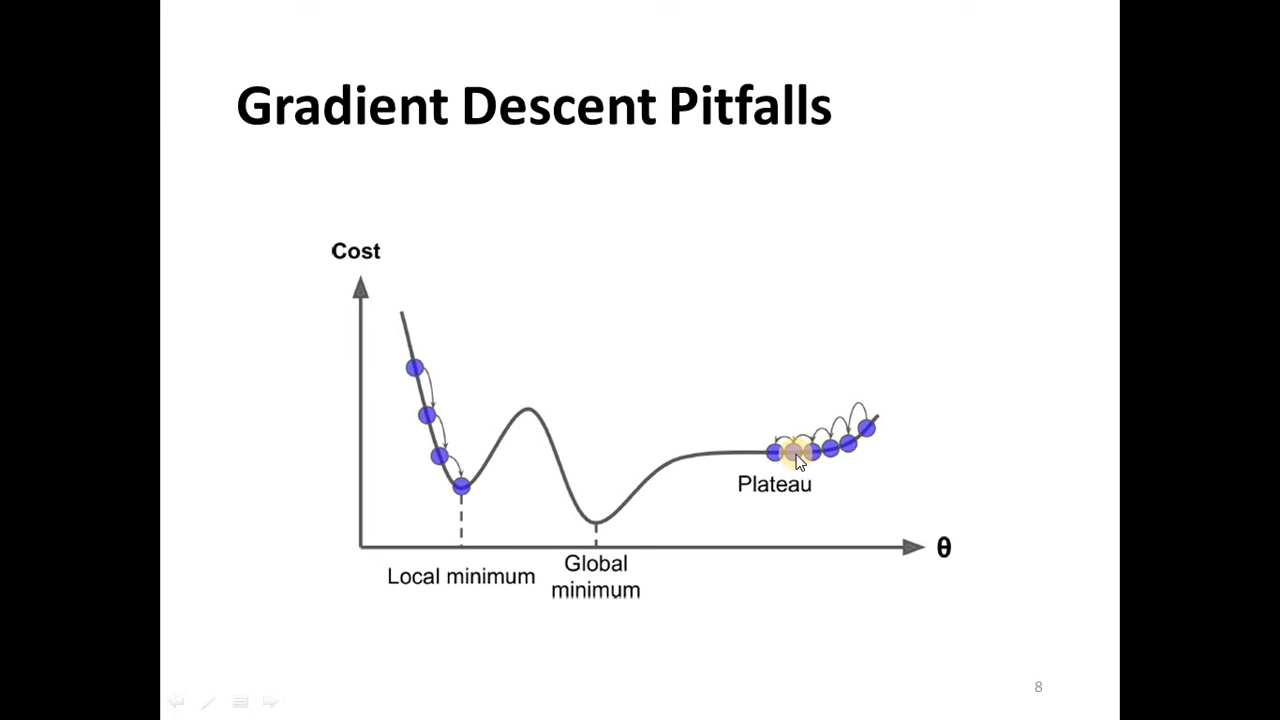 Gradient Descent Pitfalls
Cost
Plateau
θ
Local minimum
Global
minimum
8